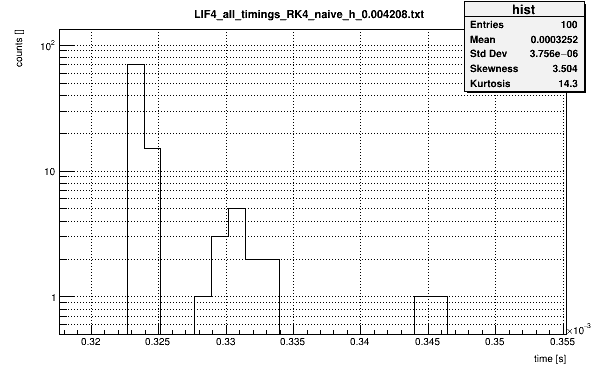 LIF4_all_timings_RK4_naive_h_0.004208.txt
hist
Entries 100
Mean 0.0003252
Std Dev 3.756e−06
Skewness 3.504
Kurtosis 14.3
counts []
10²
10
1
0.32 0.325 0.33 0.335 0.34 0.345 0.35 0.355
×10⁻³
time [s]